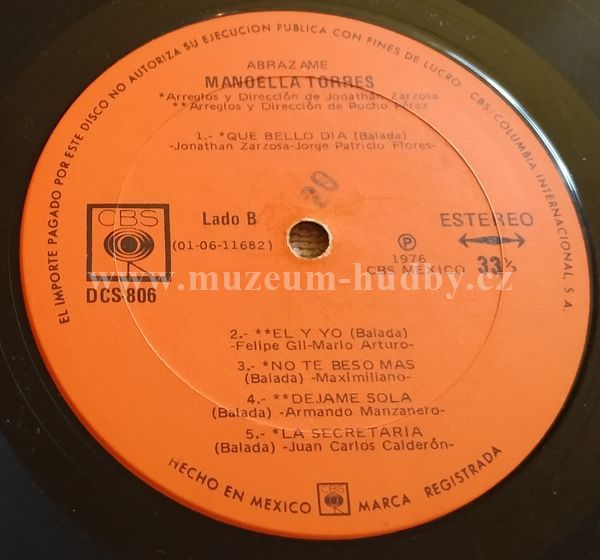 EL IMPORTE PAGADO POR ESTE DISCO NO AUTORIZA SU EJECUCION PUBLICA CON FINES DE LUCRO. CBS/COLUMBIA INTERNACIONAL, S A.
ABRAZAME
MANOELLA TORRES
*Arreglos y Dirección de Jonathan Zarzosa
**Arreglos y Dirección de Pocho Pérez
1.- *QUE BELLO DIA (Balada)
-Jonathan Zarzosa-Jorge Patricio Flores-
20
CBS
Lado B
ESTEREO
(01-06-11682)
P
1976
CBS MEXICO
33⅓
www.muzeum-hudby.cz
DCS-806
2.- **EL Y YO (Balada)
-Felipe Gil-Mario Arturo-
3.- *NO TE BESO MAS
(Balada) -Maximiliano-
4.- **DEJAME SOLA
(Balada) -Armando Manzanero-
5.- *LA SECRETARIA
(Balada) -Juan Carlos Calderón-
HECHO EN MEXICO CBS MARCA REGISTRADA